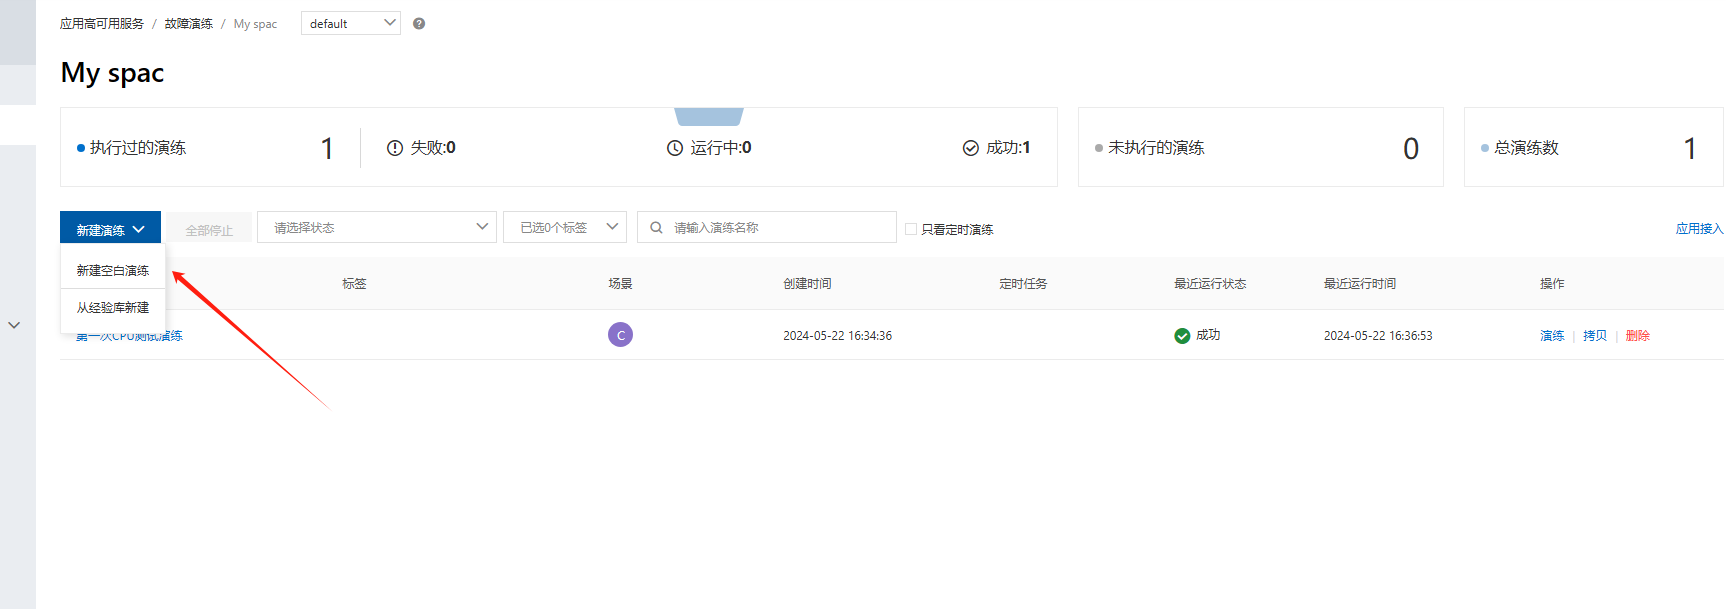 应用高可用服务 / 故障演练 / My spac default
My spac
执行过的演练 1 失败:0 运行中:0 成功:1 未执行的演练 0 总演练数 1
新建演练 全部停止 请选择状态 已选0个标签 请输入演练名称 只看定时演练 应用接入
新建空白演练
标签 场景 创建时间 定时任务 最近运行状态 最近运行时间 操作
从经验库新建
第一次CPU测试演练 C 2024-05-22 16:34:36 成功 2024-05-22 16:36:53 演练 | 拷贝 | 删除